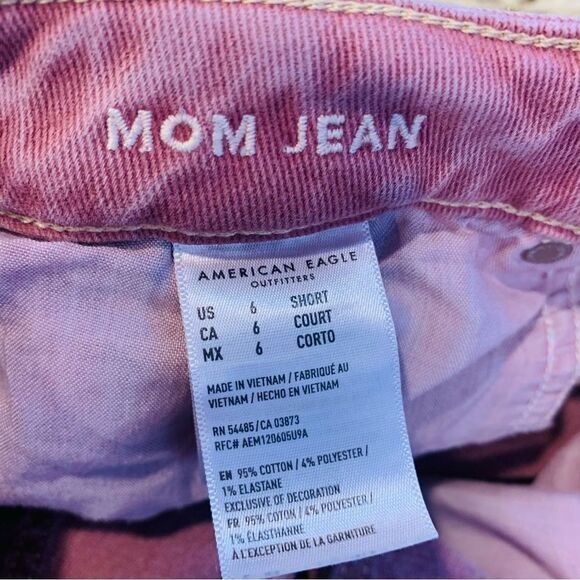 MOM JEAN
AMERICAN EAGLE
OUTFITTERS
US 6 SHORT
CA 6 COURT
MX 6 CORTO
MADE IN VIETNAM / FABRIQUÉ AU
VIETNAM / HECHO EN VIETNAM
RN 54485/CA 03873
RFC# AEM120605U9A
EN 95% COTTON / 4% POLYESTER /
1% ELASTANE
EXCLUSIVE OF DECORATION
FR 95% COTON / 4% POLYESTER /
1% ÉLASTHANNE
À L'EXCEPTION DE LA GARNITURE